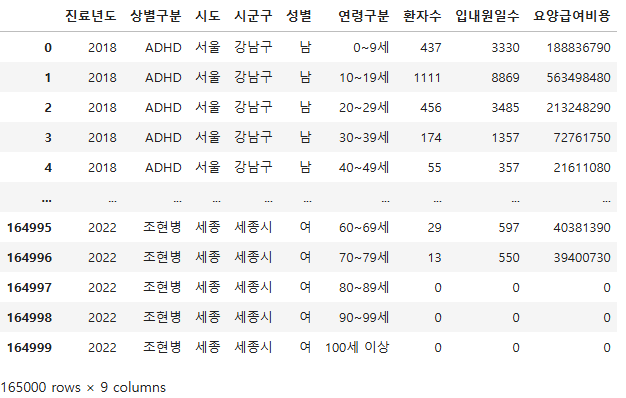 진료년도 상별구분 시도 시군구 성별 연령구분 환자수 입내원일수 요양급여비용
0 2018 ADHD 서울 강남구 남 0~9세 437 3330 188836790
1 2018 ADHD 서울 강남구 남 10~19세 1111 8869 563498480
2 2018 ADHD 서울 강남구 남 20~29세 456 3485 213248290
3 2018 ADHD 서울 강남구 남 30~39세 174 1357 72761750
4 2018 ADHD 서울 강남구 남 40~49세 55 357 21611080
... ... ... ... ... ... ... ... ... ...
164995 2022 조현병 세종 세종시 여 60~69세 29 597 40381390
164996 2022 조현병 세종 세종시 여 70~79세 13 550 39400730
164997 2022 조현병 세종 세종시 여 80~89세 0 0 0
164998 2022 조현병 세종 세종시 여 90~99세 0 0 0
164999 2022 조현병 세종 세종시 여 100세 이상 0 0 0
165000 rows × 9 columns